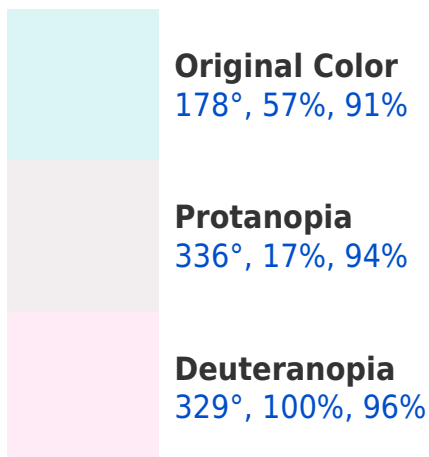 Original Color
178°, 57%, 91%
Protanopia
336°, 17%, 94%
Deuteranopia
329°, 100%, 96%